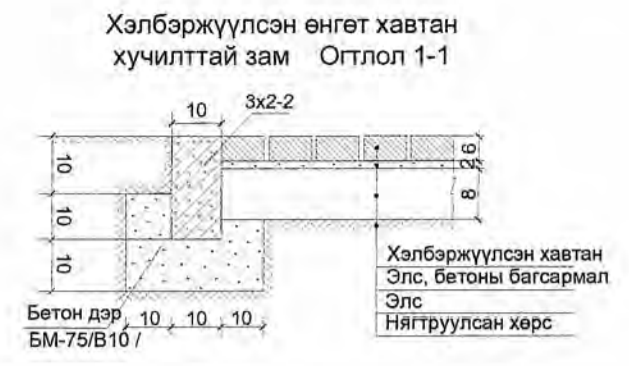 Хэлбэржүүлсэн өнгөт хавтан
хучилттай зам Огтлол 1-1
10
3х2-2
10
10
10
6
2
8
Хэлбэржүүлсэн хавтан
Элс, бетоны багсармал
Элс
Нягтруулсан хөрс
Бетон дэр
БМ-75/В10 /
10 10 10